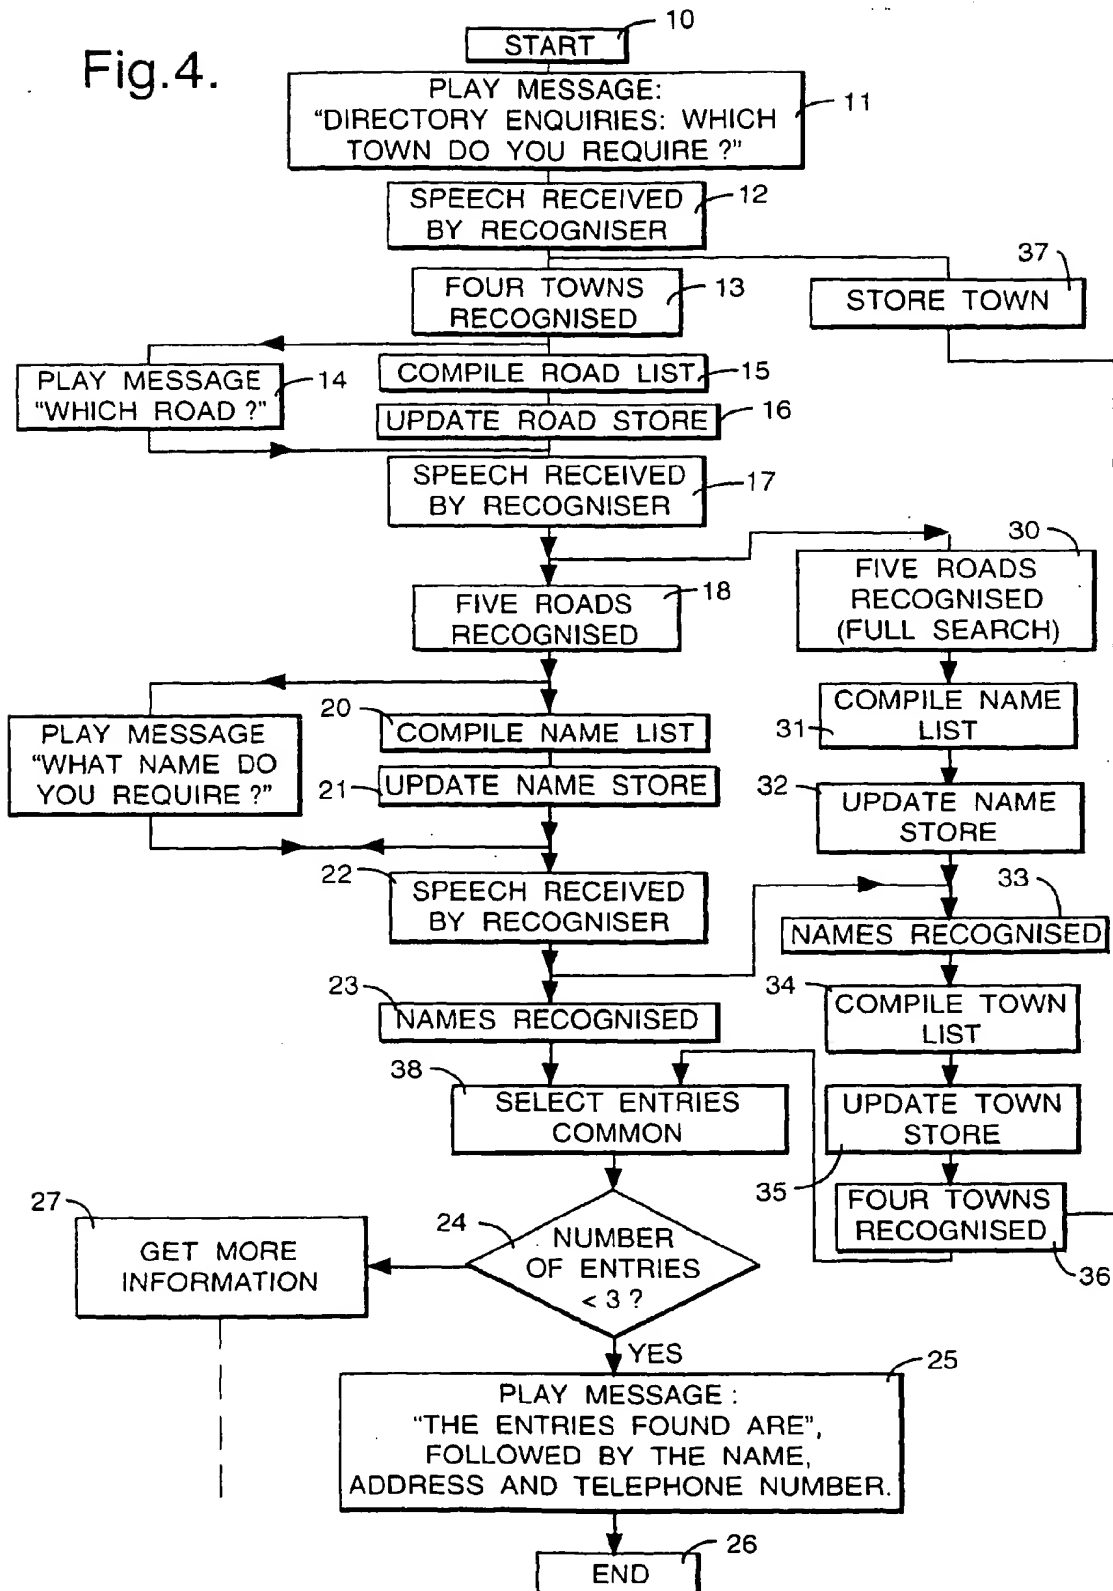 Fig.4.
10
START
PLAY MESSAGE:
"DIRECTORY ENQUIRIES: WHICH
TOWN DO YOU REQUIRE ?"
11
SPEECH RECEIVED
BY RECOGNISER
12
FOUR TOWNS
RECOGNISED
13
37
STORE TOWN
PLAY MESSAGE
"WHICH ROAD ?"
14
COMPILE ROAD LIST
15
UPDATE ROAD STORE
16
SPEECH RECEIVED
BY RECOGNISER
17
30
FIVE ROADS
RECOGNISED
(FULL SEARCH)
FIVE ROADS
RECOGNISED
18
COMPILE NAME
LIST
31
PLAY MESSAGE
"WHAT NAME DO
YOU REQUIRE ?"
20
COMPILE NAME LIST
21
UPDATE NAME STORE
32
UPDATE NAME
STORE
22
SPEECH RECEIVED
BY RECOGNISER
33
NAMES RECOGNISED
23
NAMES RECOGNISED
34
COMPILE TOWN
LIST
38
SELECT ENTRIES
COMMON
UPDATE TOWN
STORE
35
FOUR TOWNS
RECOGNISED
36
27
GET MORE
INFORMATION
24
NUMBER
OF ENTRIES
< 3 ?
YES
25
PLAY MESSAGE :
"THE ENTRIES FOUND ARE",
FOLLOWED BY THE NAME,
ADDRESS AND TELEPHONE NUMBER.
26
END